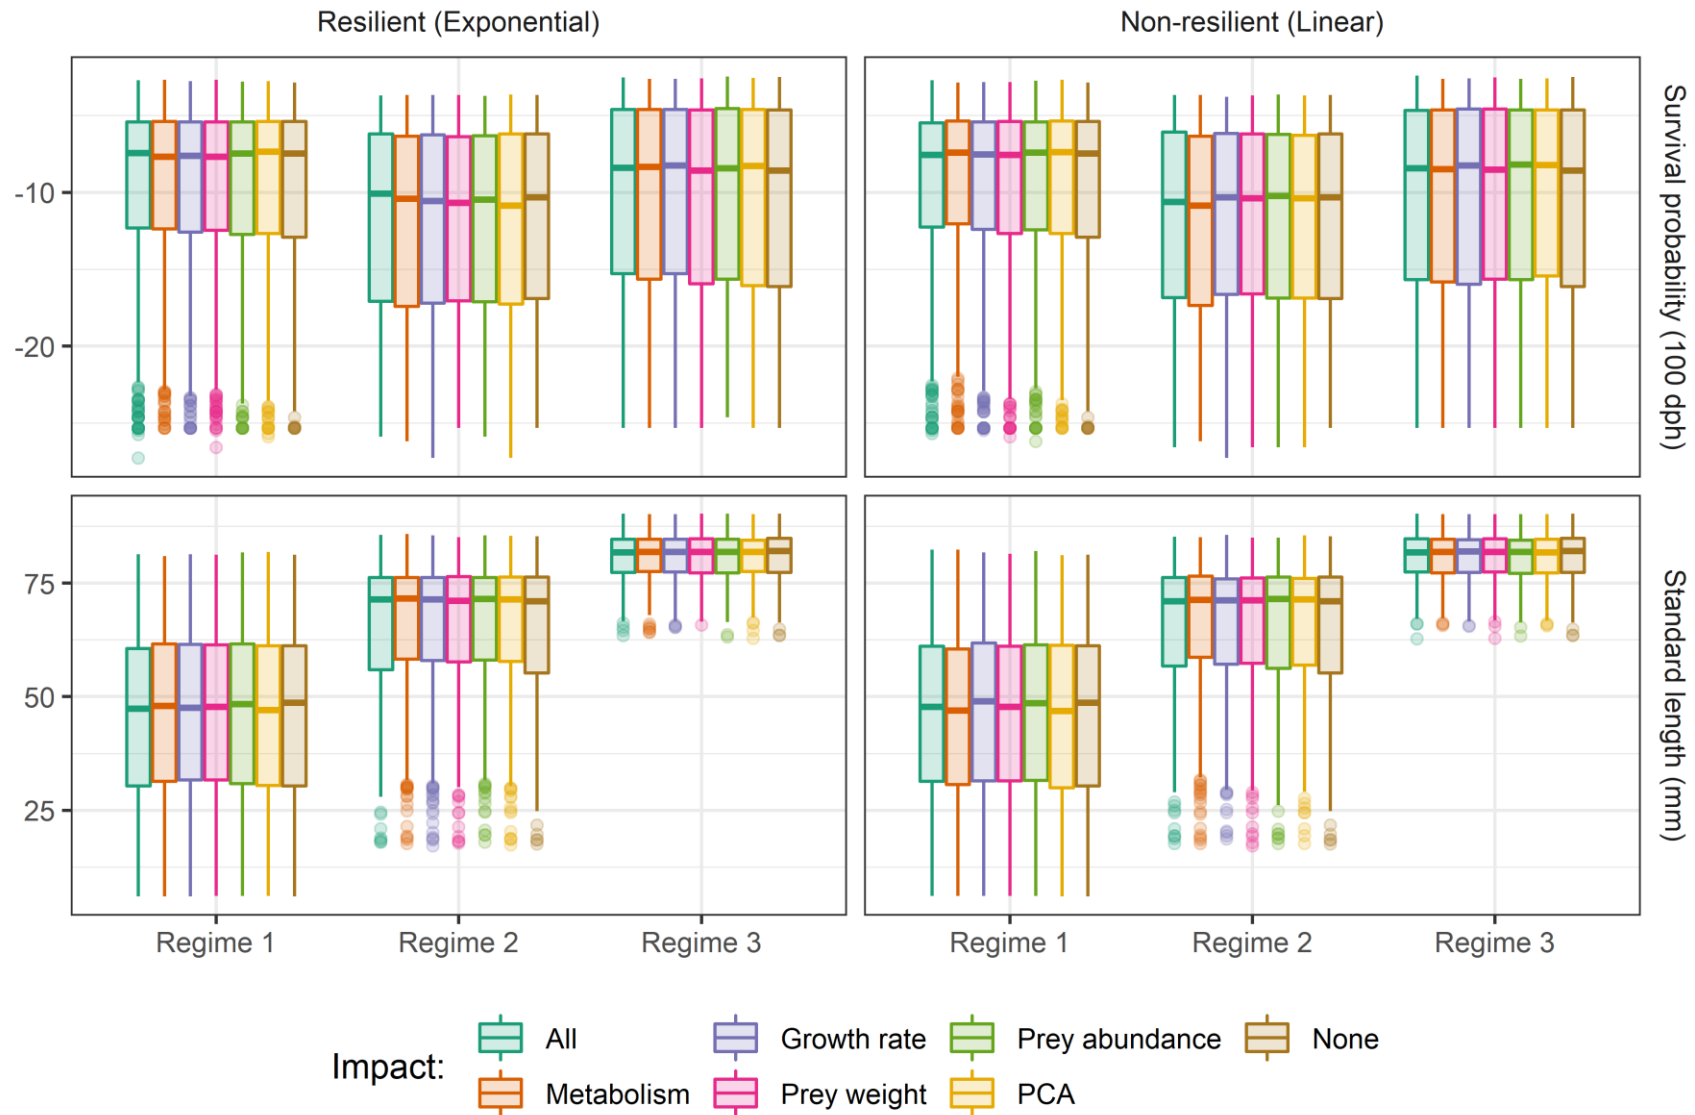 Resilient (Exponential)
Non-resilient (Linear)
-10
-20
Survival probability (100 dph)
75
50
25
Standard length (mm)
Regime 1
Regime 2
Regime 3
Regime 1
Regime 2
Regime 3
Impact:
All
Growth rate
Prey abundance
None
Metabolism
Prey weight
PCA